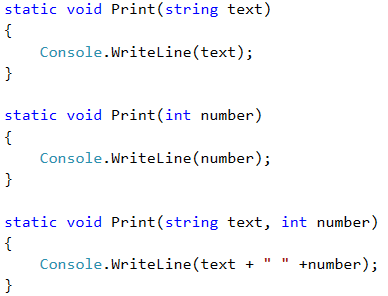 static void Print(string text)
{
    Console.WriteLine(text);
}

static void Print(int number)
{
    Console.WriteLine(number);
}

static void Print(string text, int number)
{
    Console.WriteLine(text + " " +number);
}